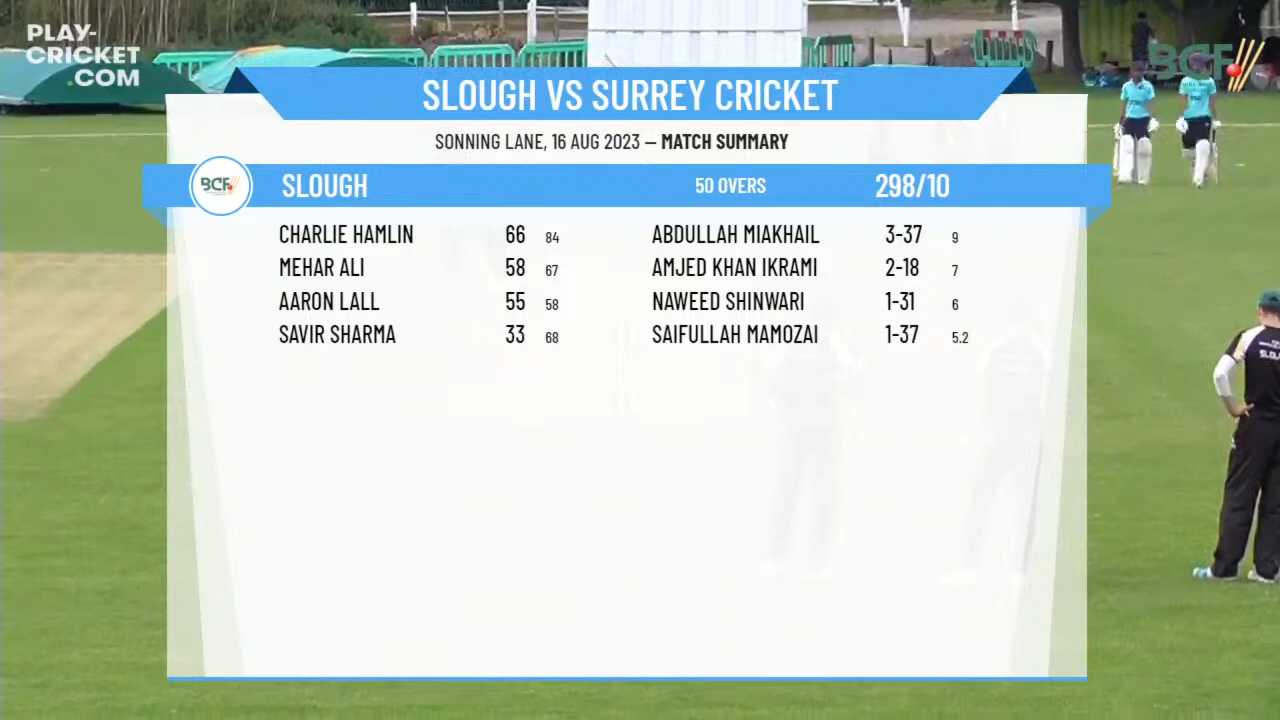 PLAY-
CRICKET
.COM
BCF
SLOUGH VS SURREY CRICKET
SONNING LANE, 16 AUG 2023 – MATCH SUMMARY
BCF
SLOUGH 50 OVERS 298/10
CHARLIE HAMLIN 66 84 ABDULLAH MIAKHAIL 3-37 9
MEHAR ALI 58 67 AMJED KHAN IKRAMI 2-18 7
AARON LALL 55 58 NAWEED SHINWARI 1-31 6
SAVIR SHARMA 33 68 SAIFULLAH MAMOZAI 1-37 5.2